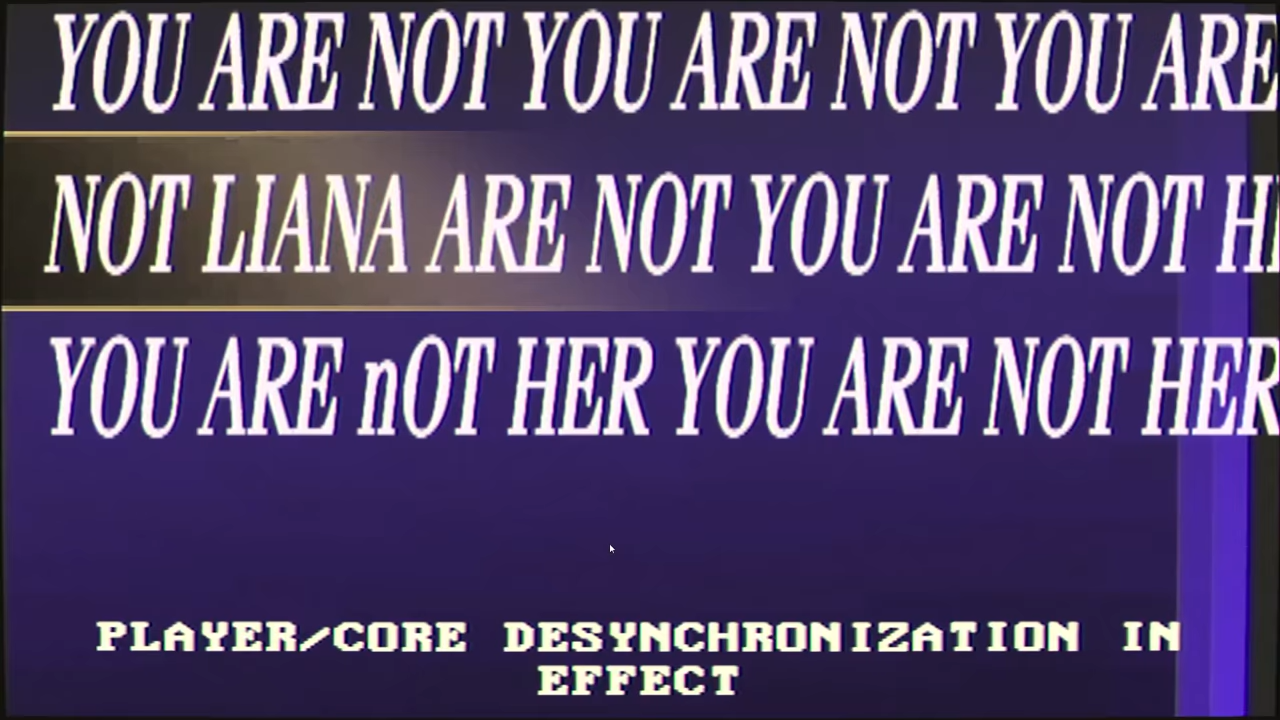 YOU ARE NOT YOU ARE NOT YOU ARE
NOT LIANA ARE NOT YOU ARE NOT
YOU ARE nOT HER YOU ARE NOT HER
PLAYER/CORE DESYNCHRONIZATION IN
EFFECT